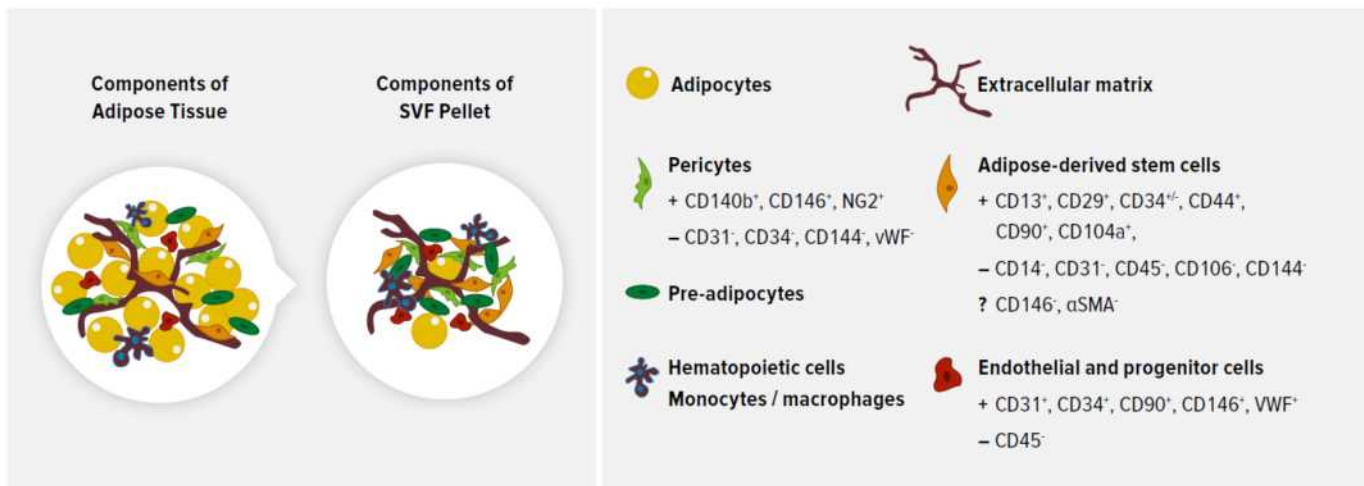 Components of
Adipose Tissue
Components of
SVF Pellet
Adipocytes
Extracellular matrix
Pericytes
+ CD140b⁺, CD146⁺, NG2⁺
– CD31⁻, CD34⁻, CD144⁻, vWF⁻
Adipose-derived stem cells
+ CD13⁺, CD29⁺, CD34⁺/⁻, CD44⁺,
CD90⁺, CD104a⁺,
– CD14⁻, CD31⁻, CD45⁻, CD106⁻, CD144⁻
? CD146⁻, αSMA⁻
Pre-adipocytes
Hematopoietic cells
Monocytes / macrophages
Endothelial and progenitor cells
+ CD31⁺, CD34⁺, CD90⁺, CD146⁺, VWF⁺
– CD45⁻